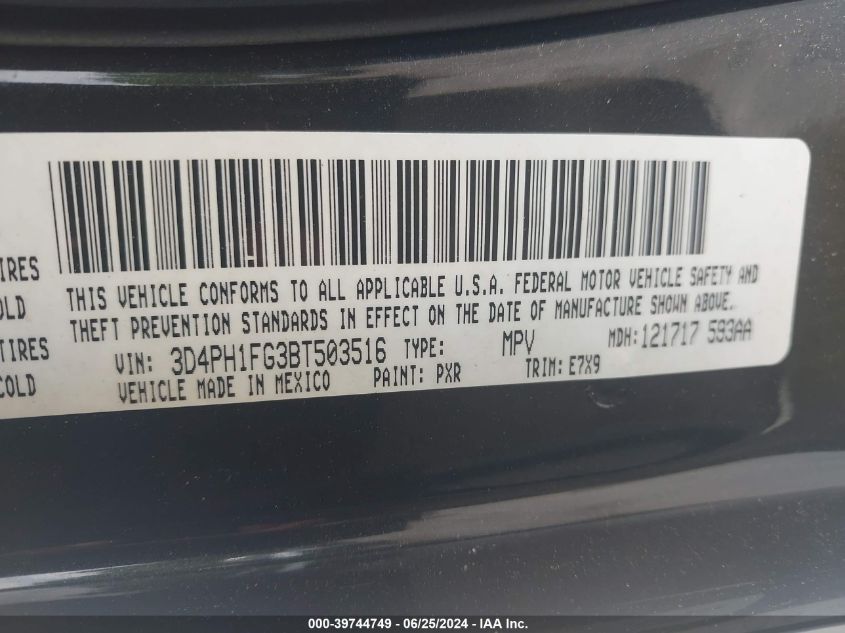 IRES
OLD
TIRES
COLD
THIS VEHICLE CONFORMS TO ALL APPLICABLE U.S.A. FEDERAL MOTOR VEHICLE SAFETY AND
THEFT PREVENTION STANDARDS IN EFFECT ON THE DATE OF MANUFACTURE SHOWN ABOVE.
VIN: 3D4PH1FG3BT503516 TYPE: MPV MDH: 121717 593AA
VEHICLE MADE IN MEXICO PAINT: PXR TRIM: E7X9
000-39744749 - 06/25/2024 - IAA Inc.